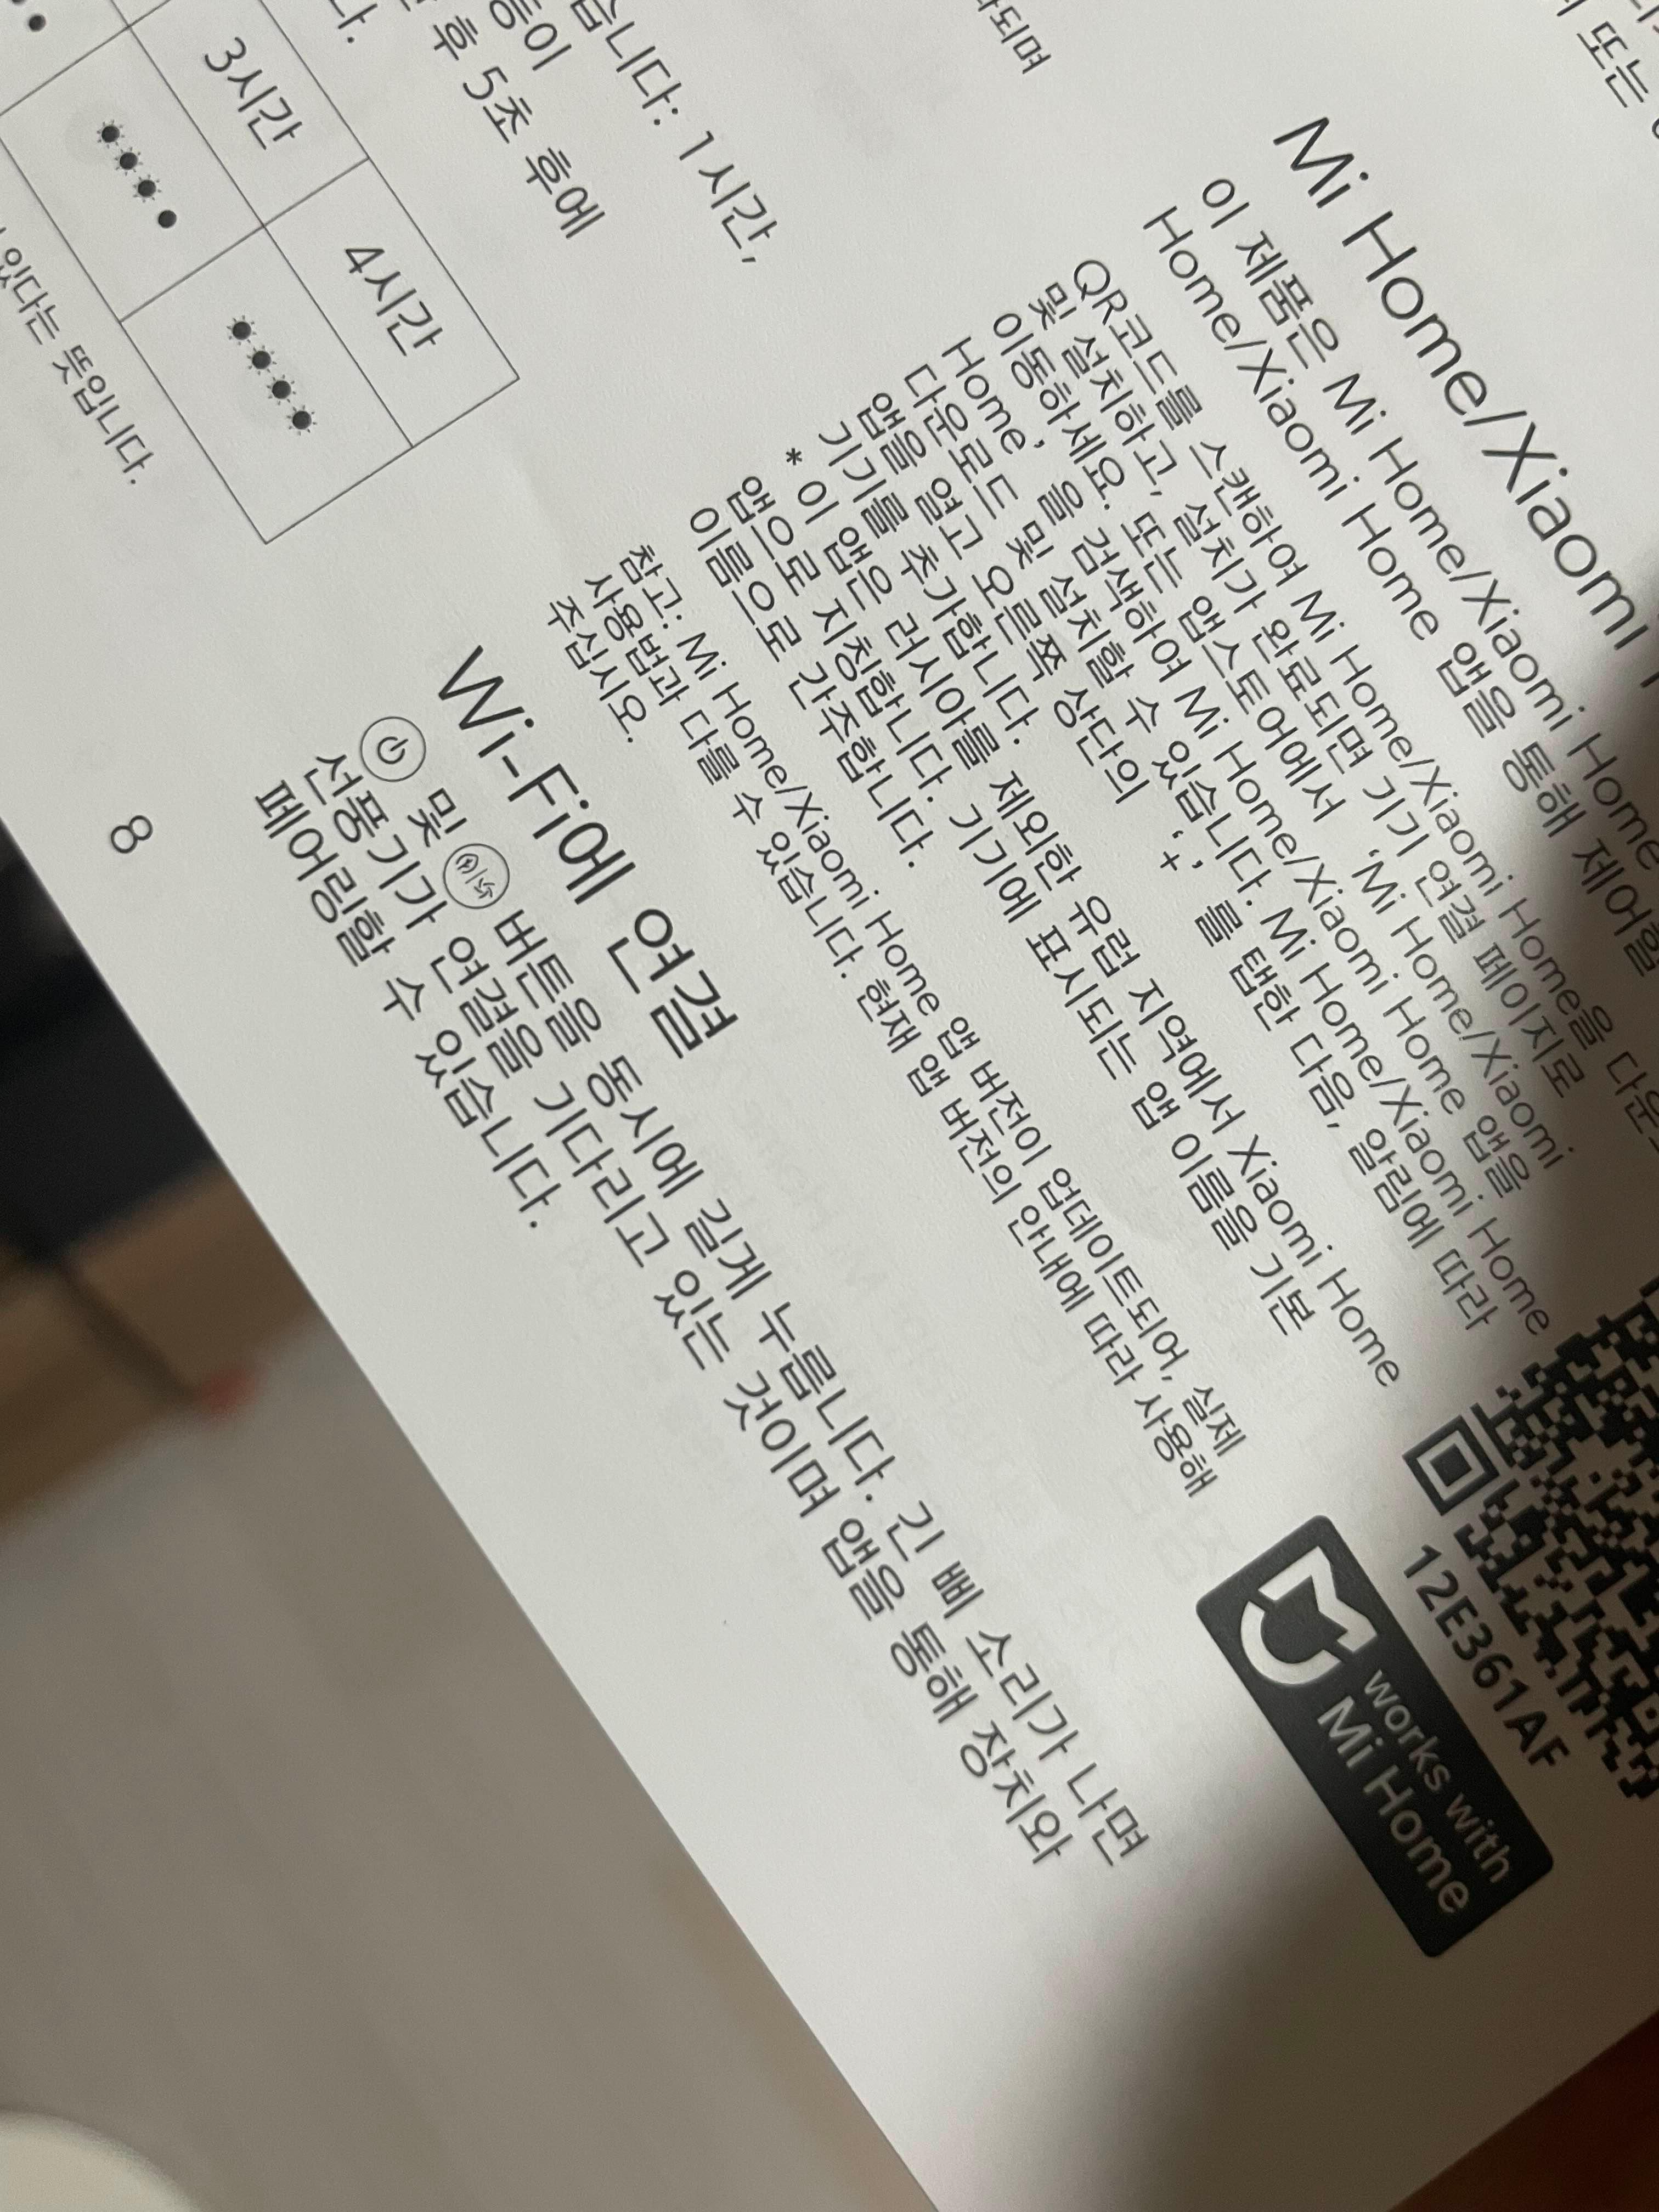 습니다: 1시간,
등이
후 5초 후에
다.
3시간
4시간
있다는 뜻입니다.
되며
또는
Mi Home/Xiaomi
이 제품은 Mi Home/Xiaomi Home
Home/Xiaomi Home 앱을 통해 제어할
QR코드를 스캔하여 Mi Home/Xiaomi Home을
및 설치하고, 설치가 완료되면 기기 연결 페이지로
이동하세요. 또는 앱스토어에서 'Mi Home/Xiaomi
Home' 을 검색하여 Mi Home/Xiaomi Home 앱을
다운로드 및 설치할 수 있습니다. Mi Home/Xiaomi Home
앱을 열고 오른쪽 상단의 '+' 를 탭한 다음, 알림에 따라
기기를 추가합니다.
* 이 앱은 러시아를 제외한 유럽 지역에서 Xiaomi Home
앱으로 지칭합니다. 기기에 표시되는 앱 이름을 기본
이름으로 간주합니다.
참고: Mi Home/Xiaomi Home 앱 버전이 업데이트되어, 실제
사용법과 다를 수 있습니다. 현재 앱 버전의 안내에 따라 사용해
주십시오.
12E361AF
works with
Mi Home
Wi-Fi에 연결
및 버튼을 동시에 길게 누릅니다. 긴 삐 소리가 나면
선풍기가 연결을 기다리고 있는 것이며 앱을 통해 장치와
페어링할 수 있습니다.
8